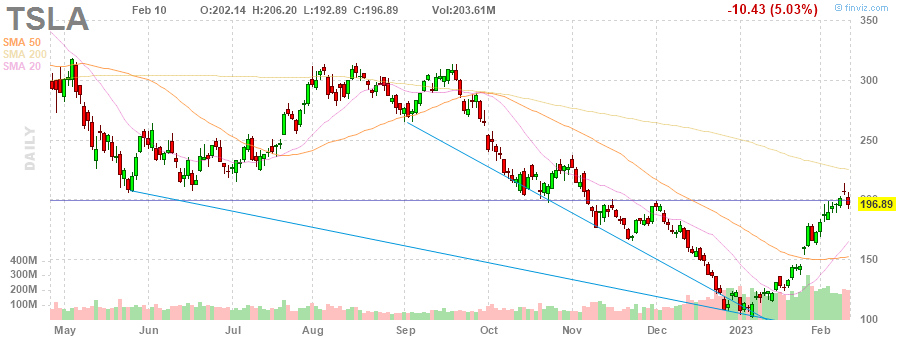 TSLA
Feb 10 O:202.14 H:206.20 L:192.89 C:196.89 Vol:203.61M -10.43 (5.03%) © finviz.com
SMA 50
SMA 200
SMA 20
DAILY
350
300
250
200
196.89
150
100
400M
300M
200M
100M
May Jun Jul Aug Sep Oct Nov Dec 2023 Feb